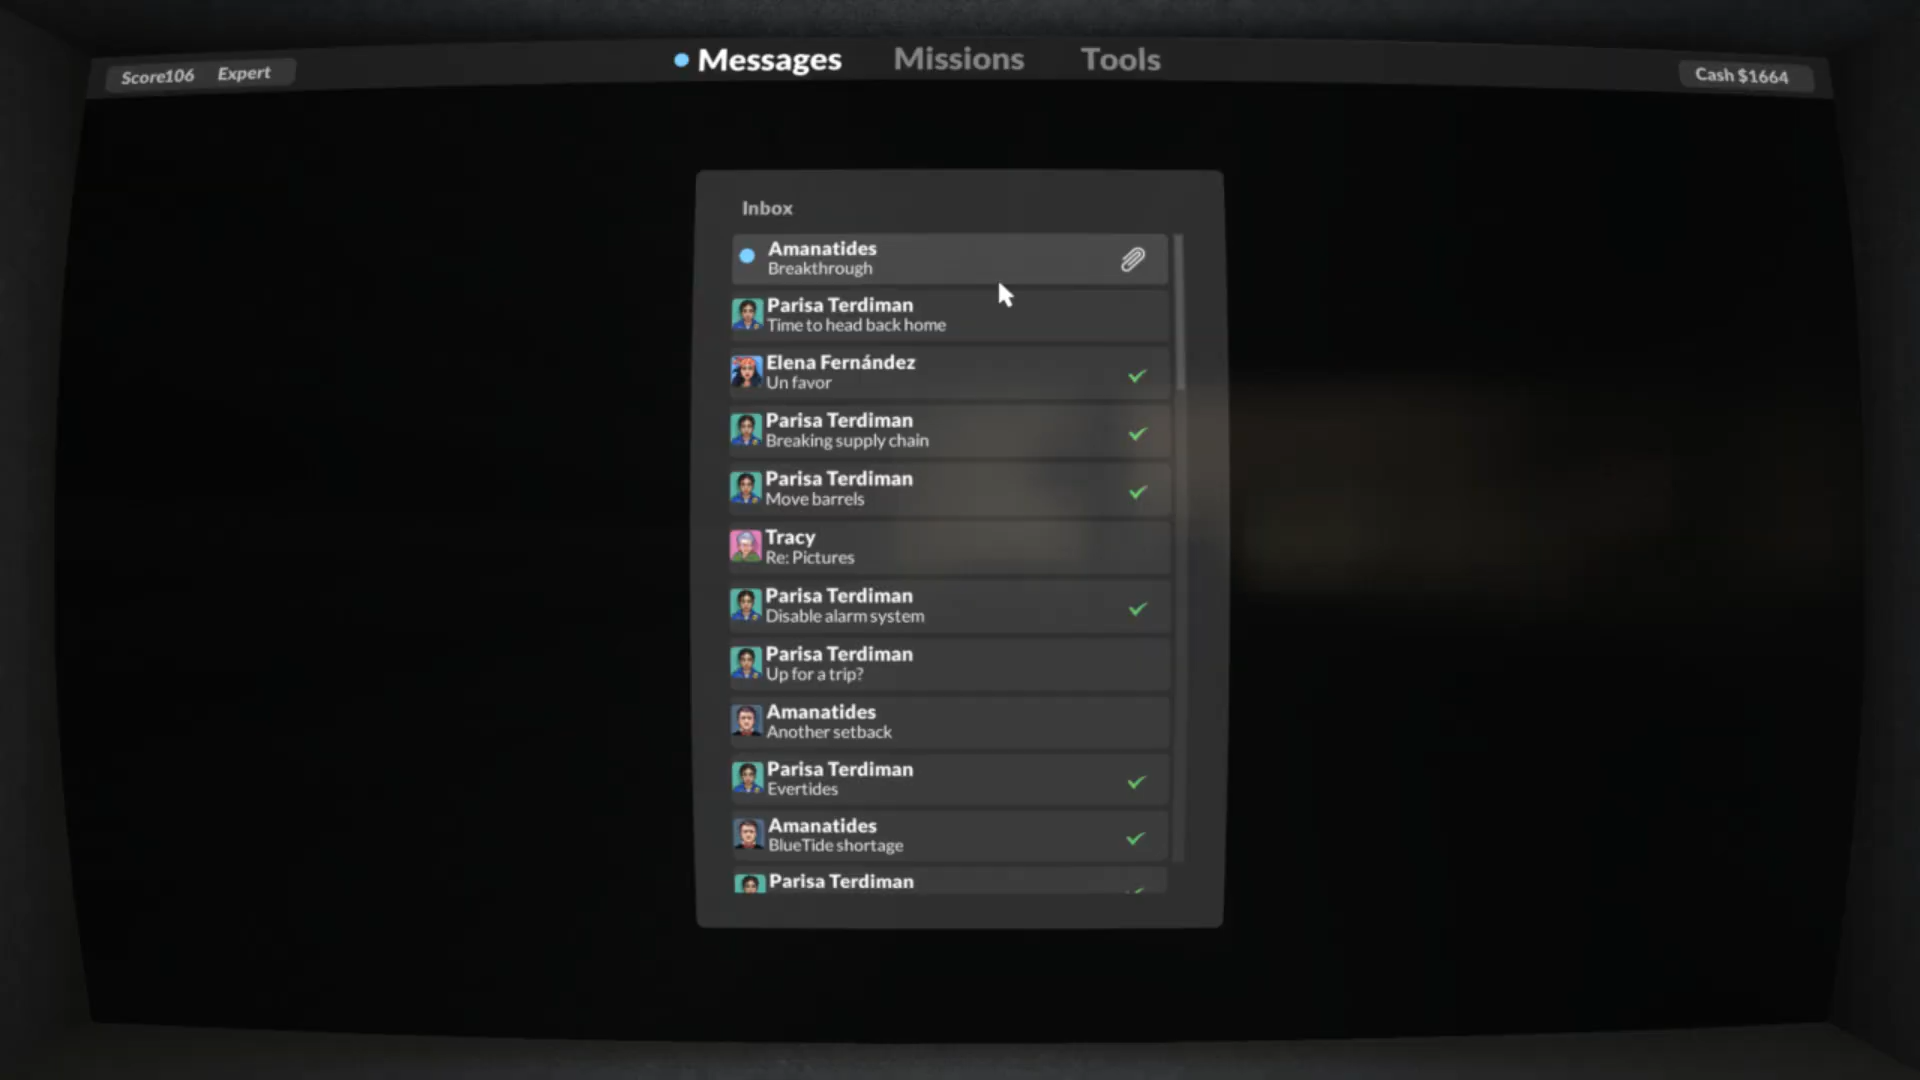 Score106 Expert
Messages Missions Tools
Cash $1664
Inbox
Amanatides
Breakthrough
Parisa Terdiman
Time to head back home
Elena Fernández
Un favor
Parisa Terdiman
Breaking supply chain
Parisa Terdiman
Move barrels
Tracy
Re: Pictures
Parisa Terdiman
Disable alarm system
Parisa Terdiman
Up for a trip?
Amanatides
Another setback
Parisa Terdiman
Evertides
Amanatides
BlueTide shortage
Parisa Terdiman